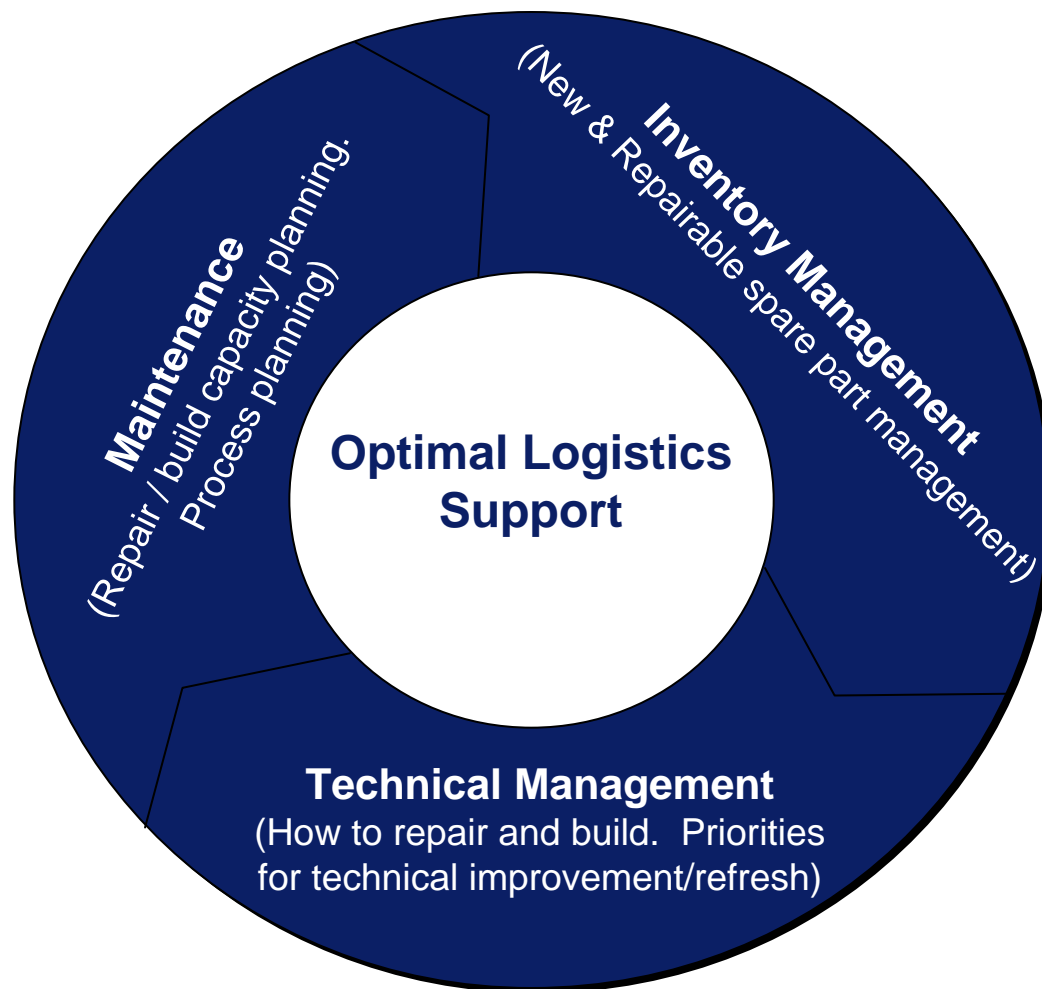 Inventory Management
(New & Repairable spare part management)
Maintenance
(Repair / build capacity planning.
Process planning)
Optimal Logistics
Support
Technical Management
(How to repair and build.  Priorities
for technical improvement/refresh)